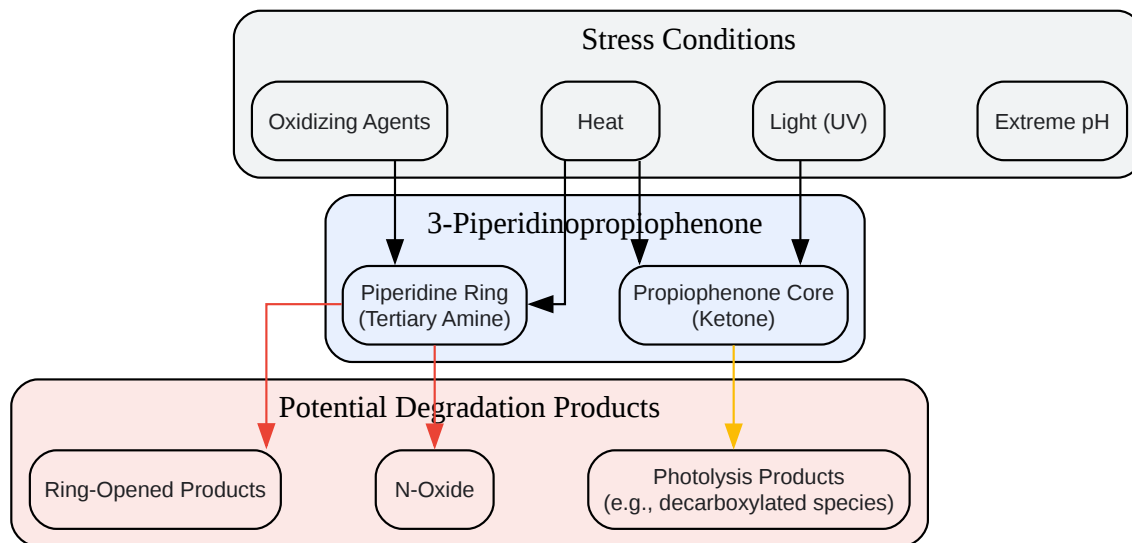 Stress Conditions
Oxidizing Agents
Heat
Light (UV)
Extreme pH
3-Piperidinopropiophenone
Piperidine Ring
(Tertiary Amine)
Propiophenone Core
(Ketone)
Potential Degradation Products
Ring-Opened Products
N-Oxide
Photolysis Products
(e.g., decarboxylated species)